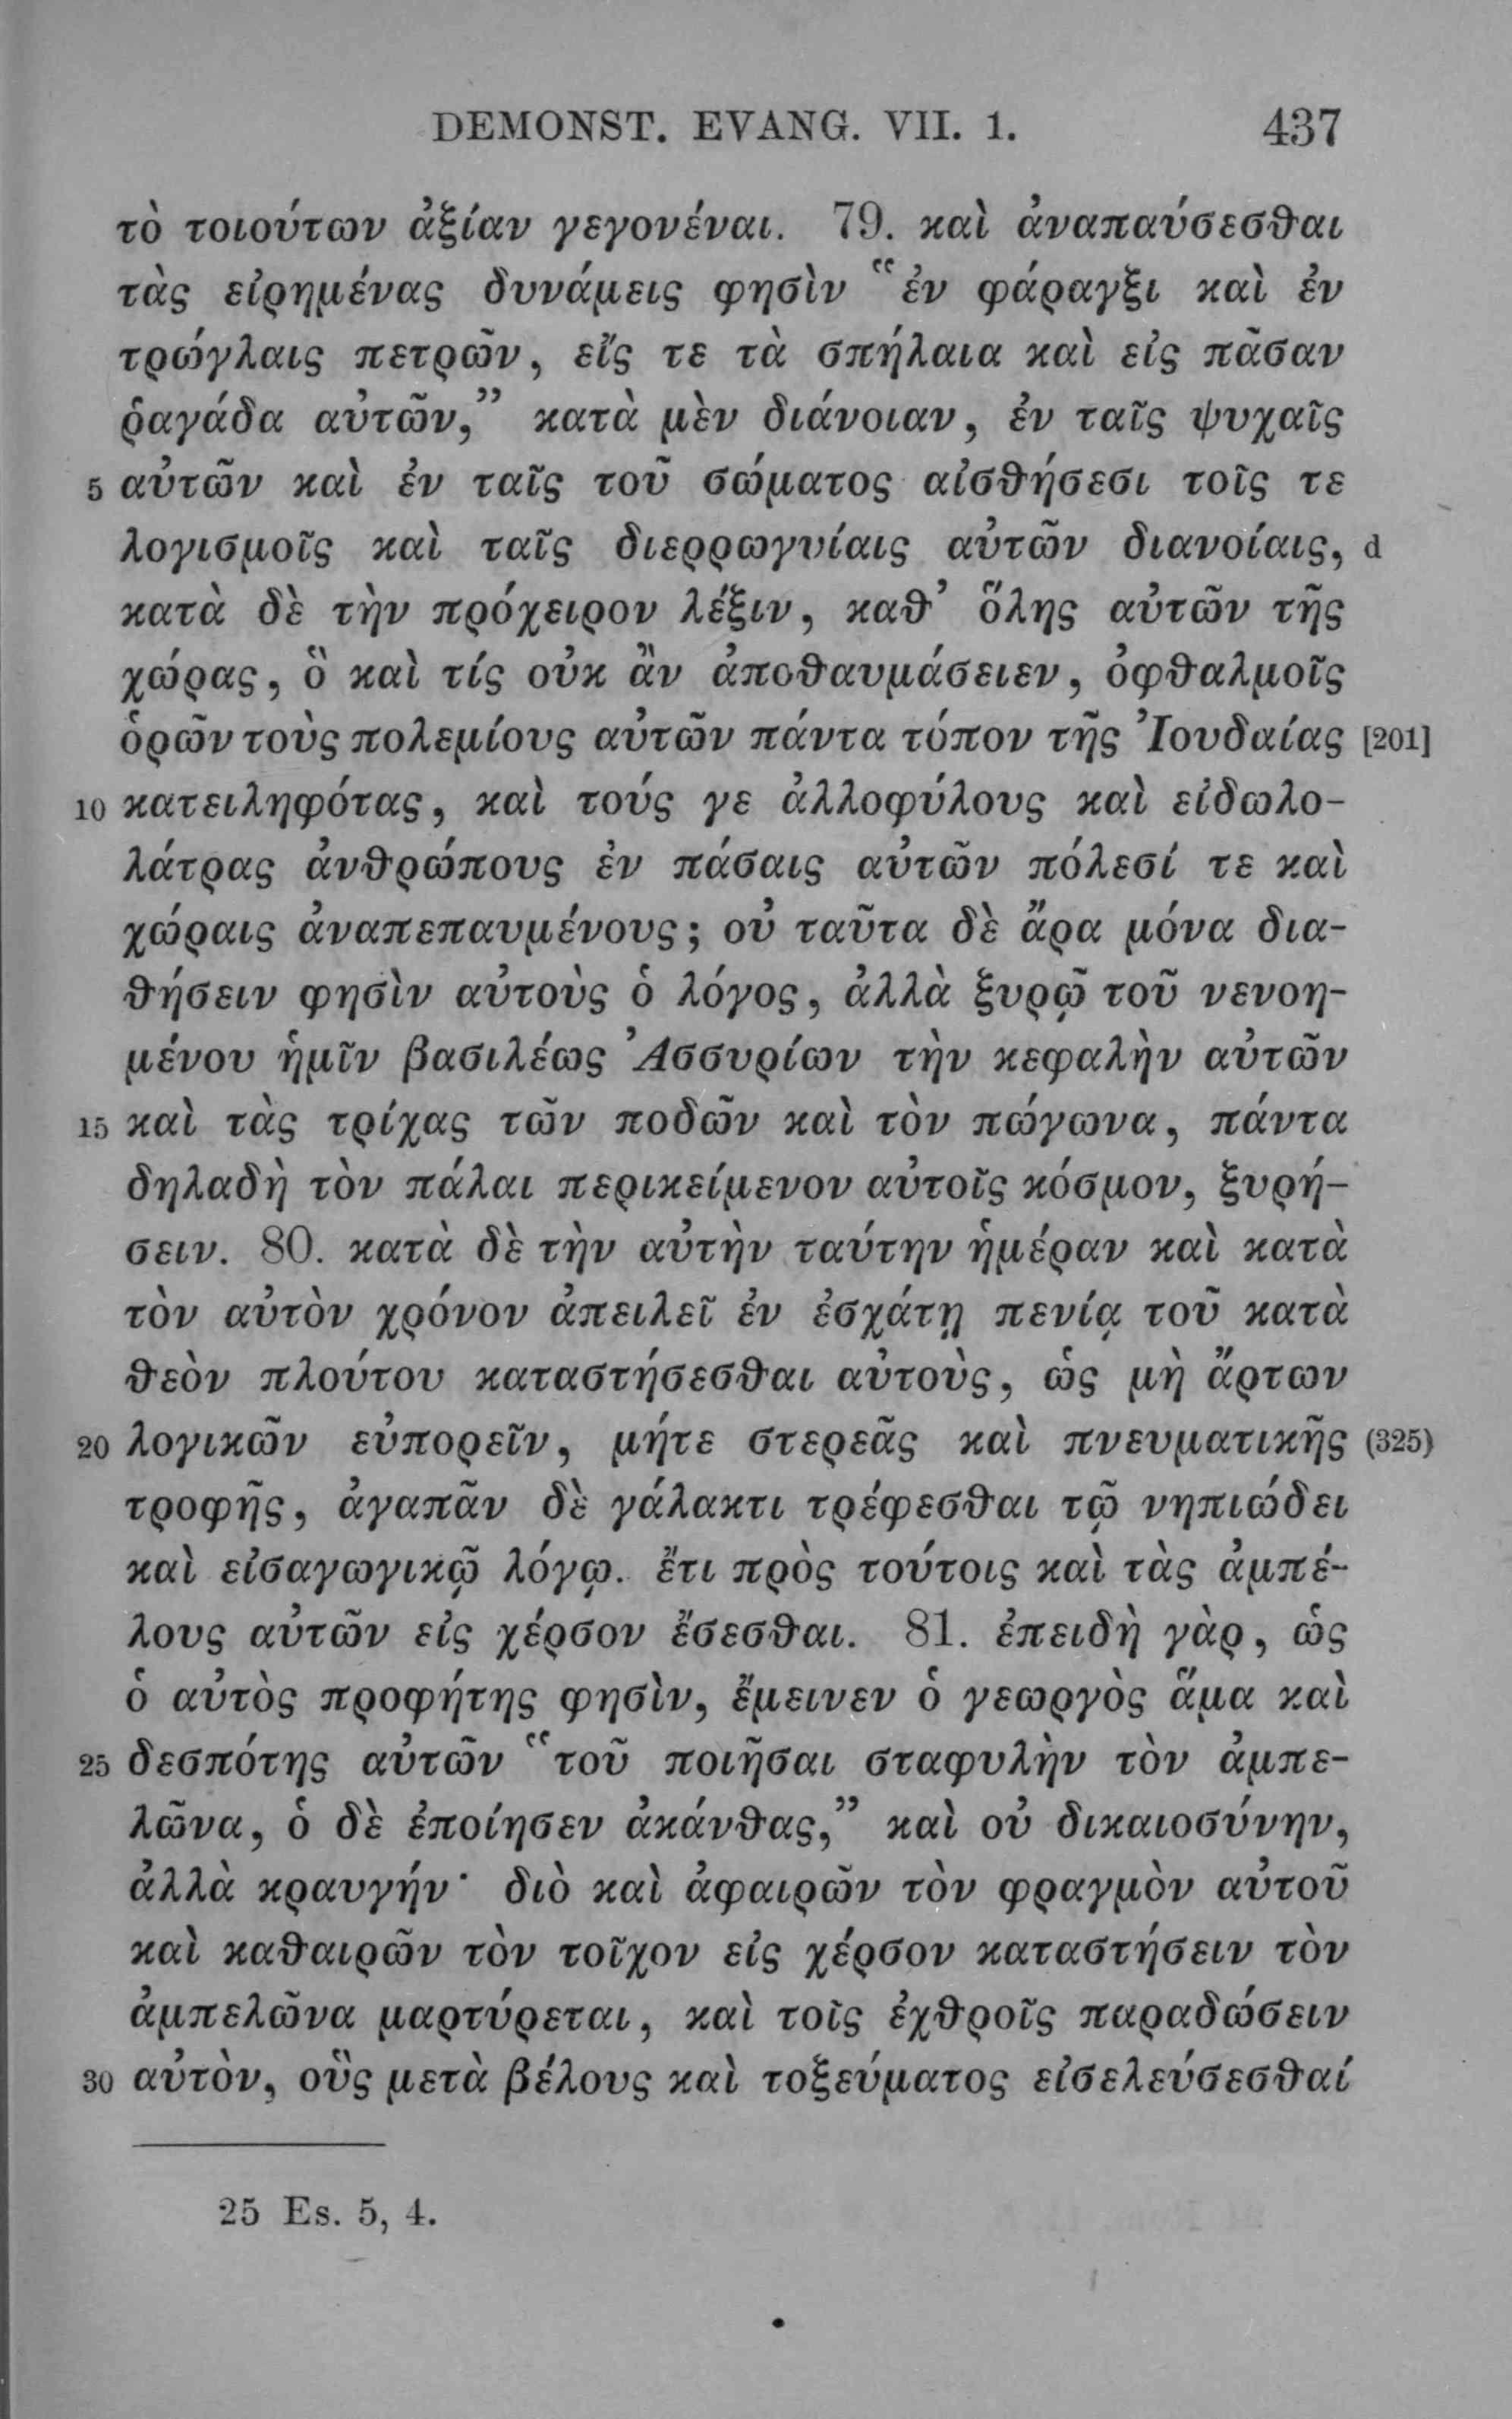 DEMONST. EVANG. VII. 1. 437
τὸ τοιούτων ἀξίαν γεγονέναι. 79. καὶ ἀναπαύσεσθαι
τὰς εἰρημένας δυνάμεις φησὶν “ἐν φάραγξι καὶ ἐν
τρώγλαις πετρῶν, εἴς τε τὰ σπήλαια καὶ εἰς πᾶσαν
ῥαγάδα αὐτῶν,” κατὰ μὲν διάνοιαν, ἐν ταῖς ψυχαῖς
5 αὐτῶν καὶ ἐν ταῖς τοῦ σώματος αἰσθήσεσι τοῖς τε
λογισμοῖς καὶ ταῖς διερρωγυίαις αὐτῶν διανοίαις, d
κατὰ δὲ τὴν πρόχειρον λέξιν, καθ’ ὅλης αὐτῶν τῆς
χώρας, ὃ καὶ τίς οὐκ ἂν ἀποθαυμάσειεν, ὀφθαλμοῖς
ὁρῶν τοὺς πολεμίους αὐτῶν πάντα τόπον τῆς Ἰουδαίας [201]
10 κατειληφότας, καὶ τούς γε ἀλλοφύλους καὶ εἰδωλο-
λάτρας ἀνθρώπους ἐν πάσαις αὐτῶν πόλεσί τε καὶ
χώραις ἀναπεπαυμένους; οὐ ταῦτα δὲ ἄρα μόνα δια-
θήσειν φησὶν αὐτοὺς ὁ λόγος, ἀλλὰ ξυρῷ τοῦ νενοη-
μένου ἡμῖν βασιλέως Ἀσσυρίων τὴν κεφαλὴν αὐτῶν
15 καὶ τὰς τρίχας τῶν ποδῶν καὶ τὸν πώγωνα, πάντα
δηλαδὴ τὸν πάλαι περικείμενον αὐτοῖς κόσμον, ξυρή-
σειν. 80. κατὰ δὲ τὴν αὐτὴν ταύτην ἡμέραν καὶ κατὰ
τὸν αὐτὸν χρόνον ἀπειλεῖ ἐν ἐσχάτῃ πενίᾳ τοῦ κατὰ
θεὸν πλούτου καταστήσεσθαι αὐτοὺς, ὡς μὴ ἄρτων
20 λογικῶν εὐπορεῖν, μήτε στερεᾶς καὶ πνευματικῆς (325)
τροφῆς, ἀγαπᾶν δὲ γάλακτι τρέφεσθαι τῷ νηπιώδει
καὶ εἰσαγωγικῷ λόγῳ. ἔτι πρὸς τούτοις καὶ τὰς ἀμπέ-
λους αὐτῶν εἰς χέρσον ἔσεσθαι. 81. ἐπειδὴ γὰρ, ὡς
ὁ αὐτὸς προφήτης φησὶν, ἔμεινεν ὁ γεωργὸς ἅμα καὶ
25 δεσπότης αὐτῶν “τοῦ ποιῆσαι σταφυλὴν τὸν ἀμπε-
λῶνα, ὁ δὲ ἐποίησεν ἀκάνθας,” καὶ οὐ δικαιοσύνην,
ἀλλὰ κραυγήν· διὸ καὶ ἀφαιρῶν τὸν φραγμὸν αὐτοῦ
καὶ καθαιρῶν τὸν τοῖχον εἰς χέρσον καταστήσειν τὸν
ἀμπελῶνα μαρτύρεται, καὶ τοῖς ἐχθροῖς παραδώσειν
30 αὐτὸν, οὓς μετὰ βέλους καὶ τοξεύματος εἰσελεύσεσθαί
25 Es. 5, 4.